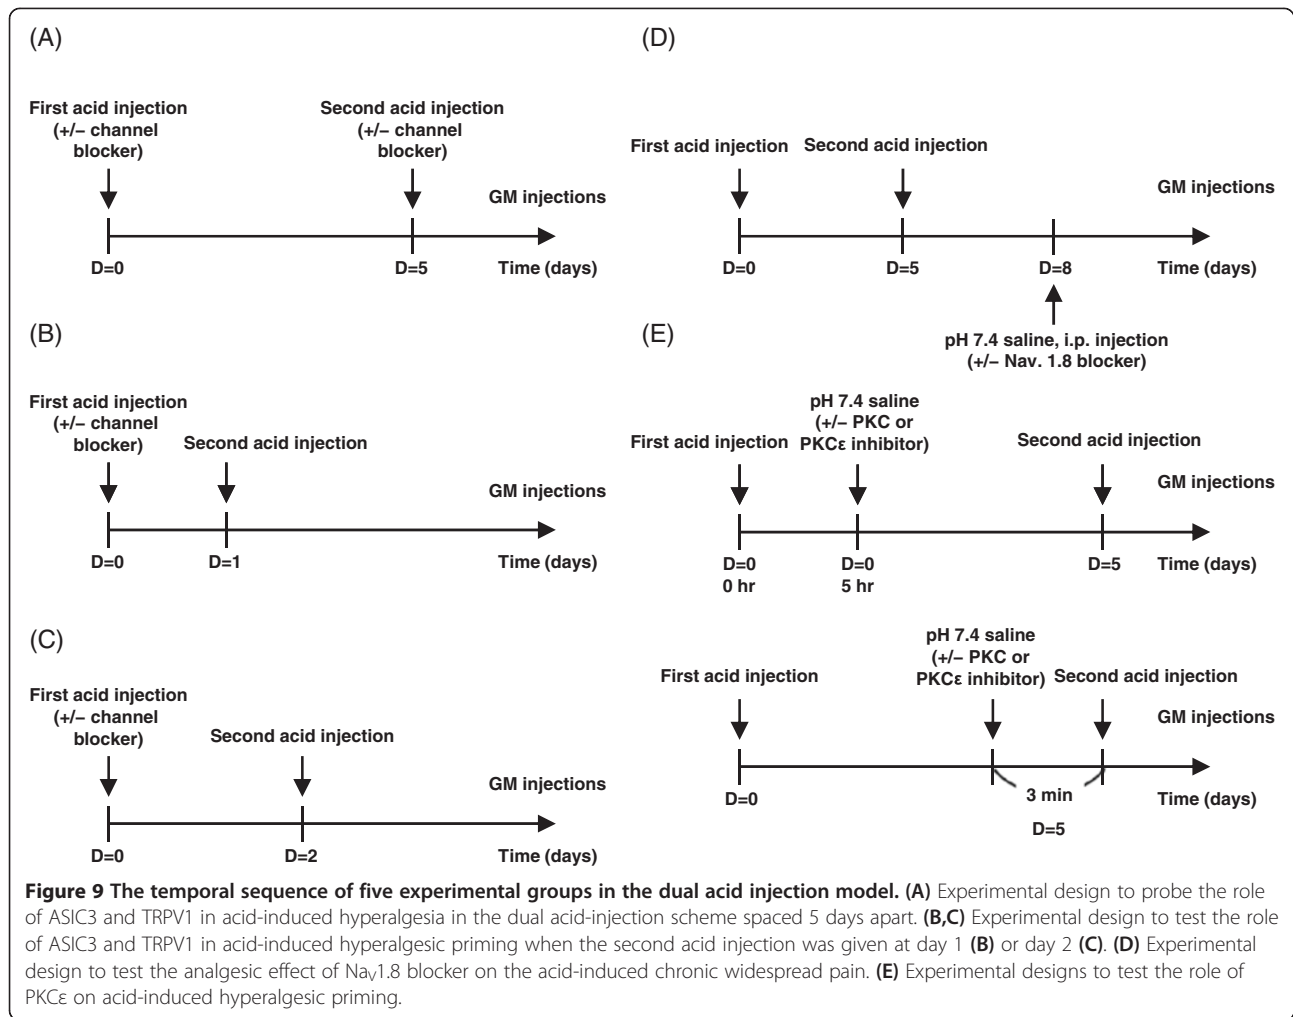 (A)
First acid injection
(+/− channel
blocker)
Second acid injection
(+/− channel
blocker)
GM injections
D=0
D=5
Time (days)
(B)
First acid injection
(+/− channel
blocker)
Second acid injection
GM injections
D=0
D=1
Time (days)
(C)
First acid injection
(+/− channel
blocker)
Second acid injection
GM injections
D=0
D=2
Time (days)
(D)
First acid injection
Second acid injection
GM injections
D=0
D=5
D=8
Time (days)
pH 7.4 saline, i.p. injection
(+/− Nav. 1.8 blocker)
(E)
First acid injection
pH 7.4 saline
(+/− PKC or
PKCε inhibitor)
Second acid injection
GM injections
D=0
0 hr
D=0
5 hr
D=5
Time (days)
First acid injection
pH 7.4 saline
(+/− PKC or
PKCε inhibitor)
Second acid injection
GM injections
D=0
3 min
D=5
Time (days)
Figure 9 The temporal sequence of five experimental groups in the dual acid injection model. (A) Experimental design to probe the role
of ASIC3 and TRPV1 in acid-induced hyperalgesia in the dual acid-injection scheme spaced 5 days apart. (B,C) Experimental design to test the role
of ASIC3 and TRPV1 in acid-induced hyperalgesic priming when the second acid injection was given at day 1 (B) or day 2 (C). (D) Experimental
design to test the analgesic effect of NaV1.8 blocker on the acid-induced chronic widespread pain. (E) Experimental designs to test the role of
PKCε on acid-induced hyperalgesic priming.